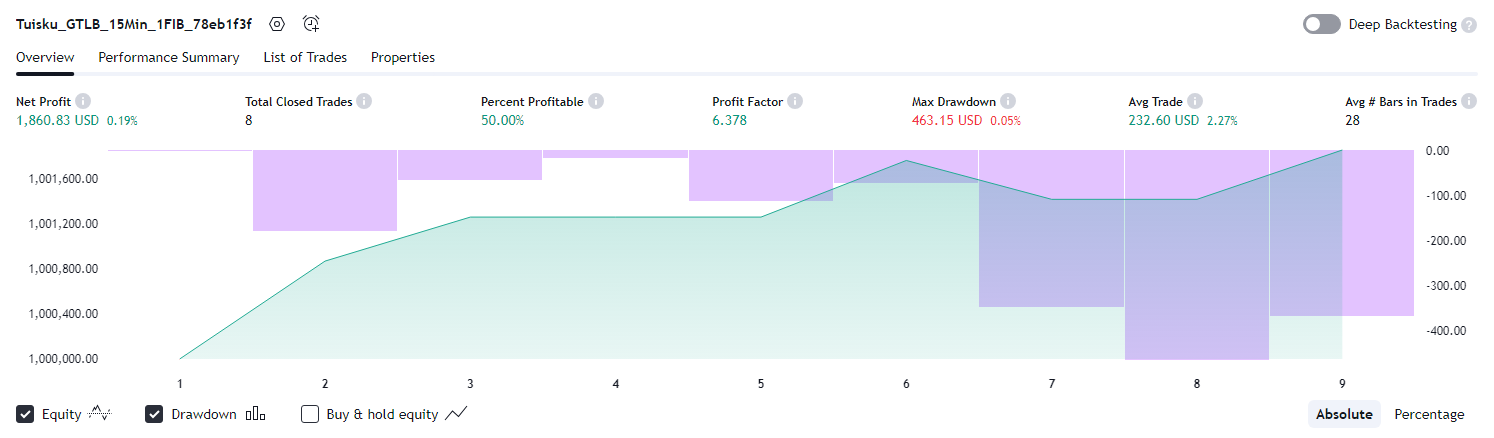 Tuisku_GTLB_15Min_1FIB_78eb1f3f
Deep Backtesting ?
Overview Performance Summary List of Trades Properties
Net Profit Total Closed Trades Percent Profitable Profit Factor Max Drawdown Avg Trade Avg # Bars in Trades
1,860.83 USD 0.19% 8 50.00% 6.378 463.15 USD 0.05% 232.60 USD 2.27% 28
0.00
1,001,600.00
-100.00
1,001,200.00
-200.00
1,000,800.00
-300.00
1,000,400.00
-400.00
1,000,000.00
1 2 3 4 5 6 7 8 9
Equity Drawdown Buy & hold equity Absolute Percentage